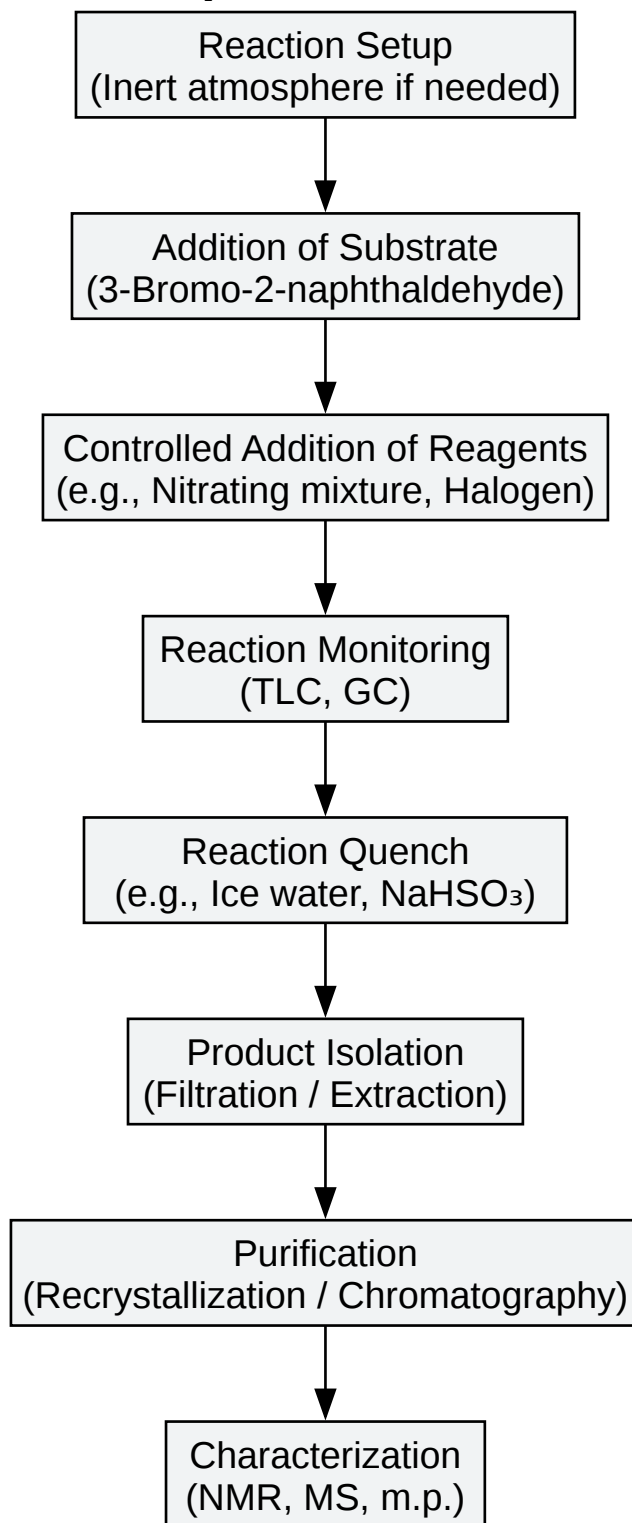 Reaction Setup
(Inert atmosphere if needed)
Addition of Substrate
(3-Bromo-2-naphthaldehyde)
Controlled Addition of Reagents
(e.g., Nitrating mixture, Halogen)
Reaction Monitoring
(TLC, GC)
Reaction Quench
(e.g., Ice water, NaHSO₃)
Product Isolation
(Filtration / Extraction)
Purification
(Recrystallization / Chromatography)
Characterization
(NMR, MS, m.p.)